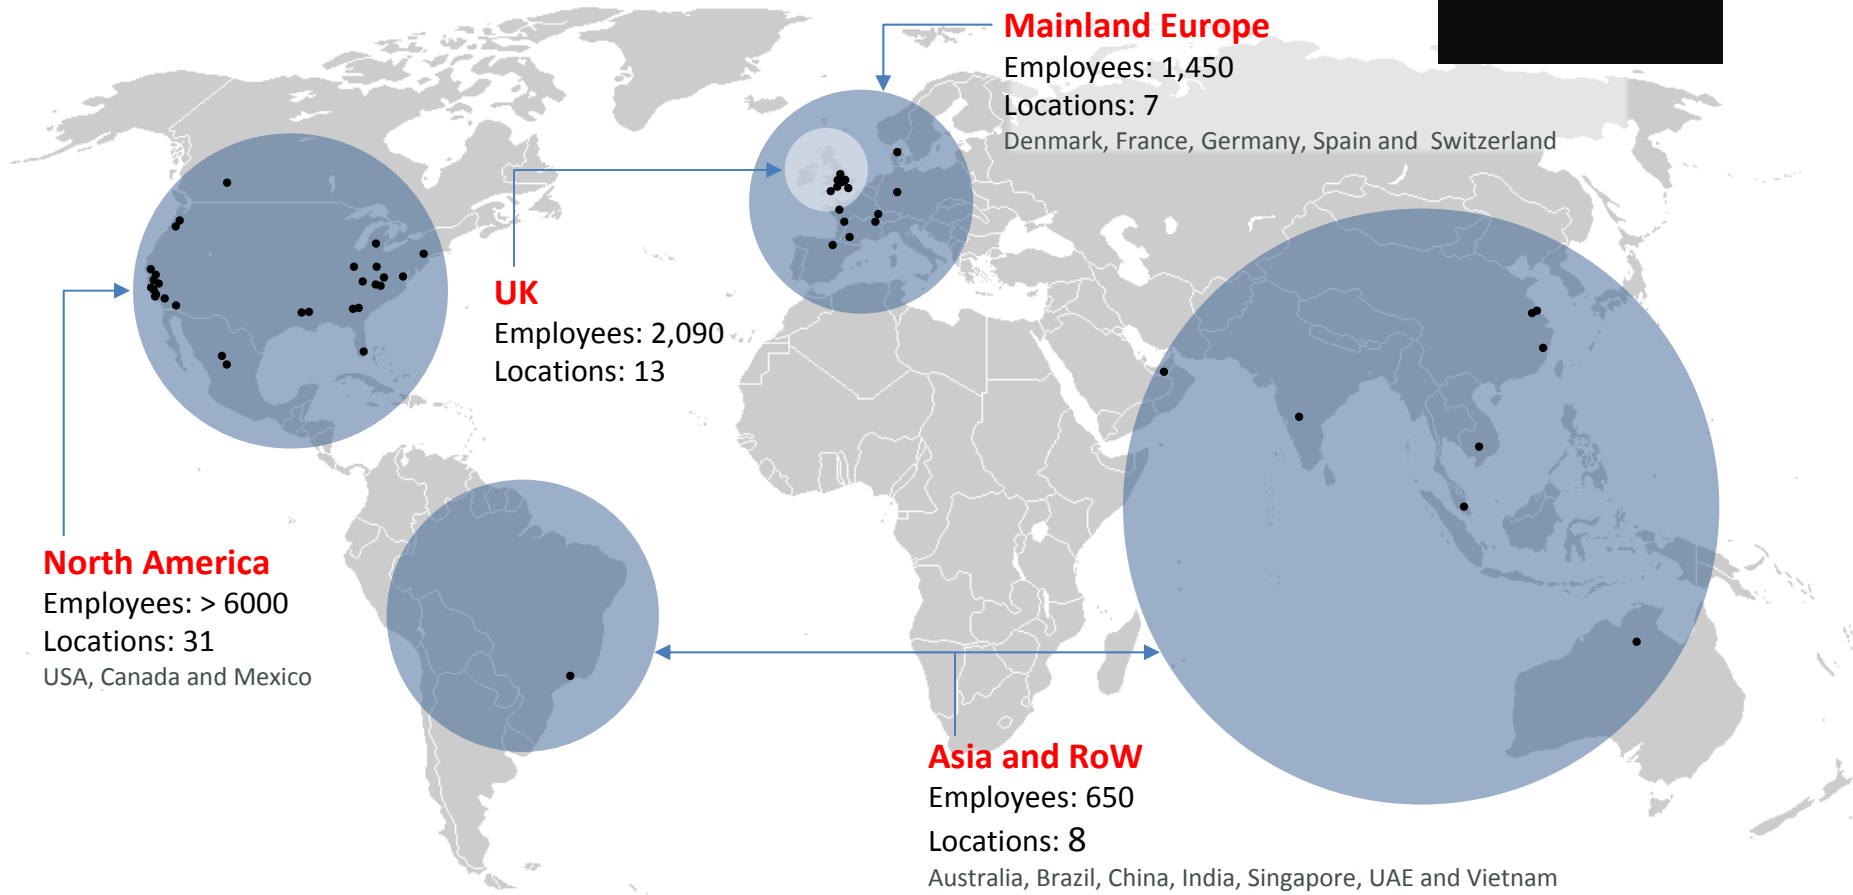 Mainland Europe
Employees: 1,450
Locations: 7
Denmark, France, Germany, Spain and Switzerland
UK
Employees: 2,090
Locations: 13
North America
Employees: > 6000
Locations: 31
USA, Canada and Mexico
Asia and RoW
Employees: 650
Locations: 8
Australia, Brazil, China, India, Singapore, UAE and Vietnam